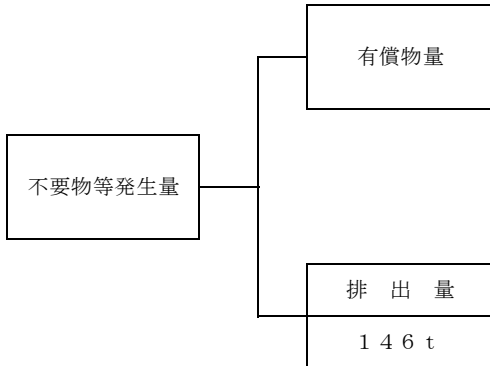 有償物量
不要物等発生量
排　出　量
１４６ｔ